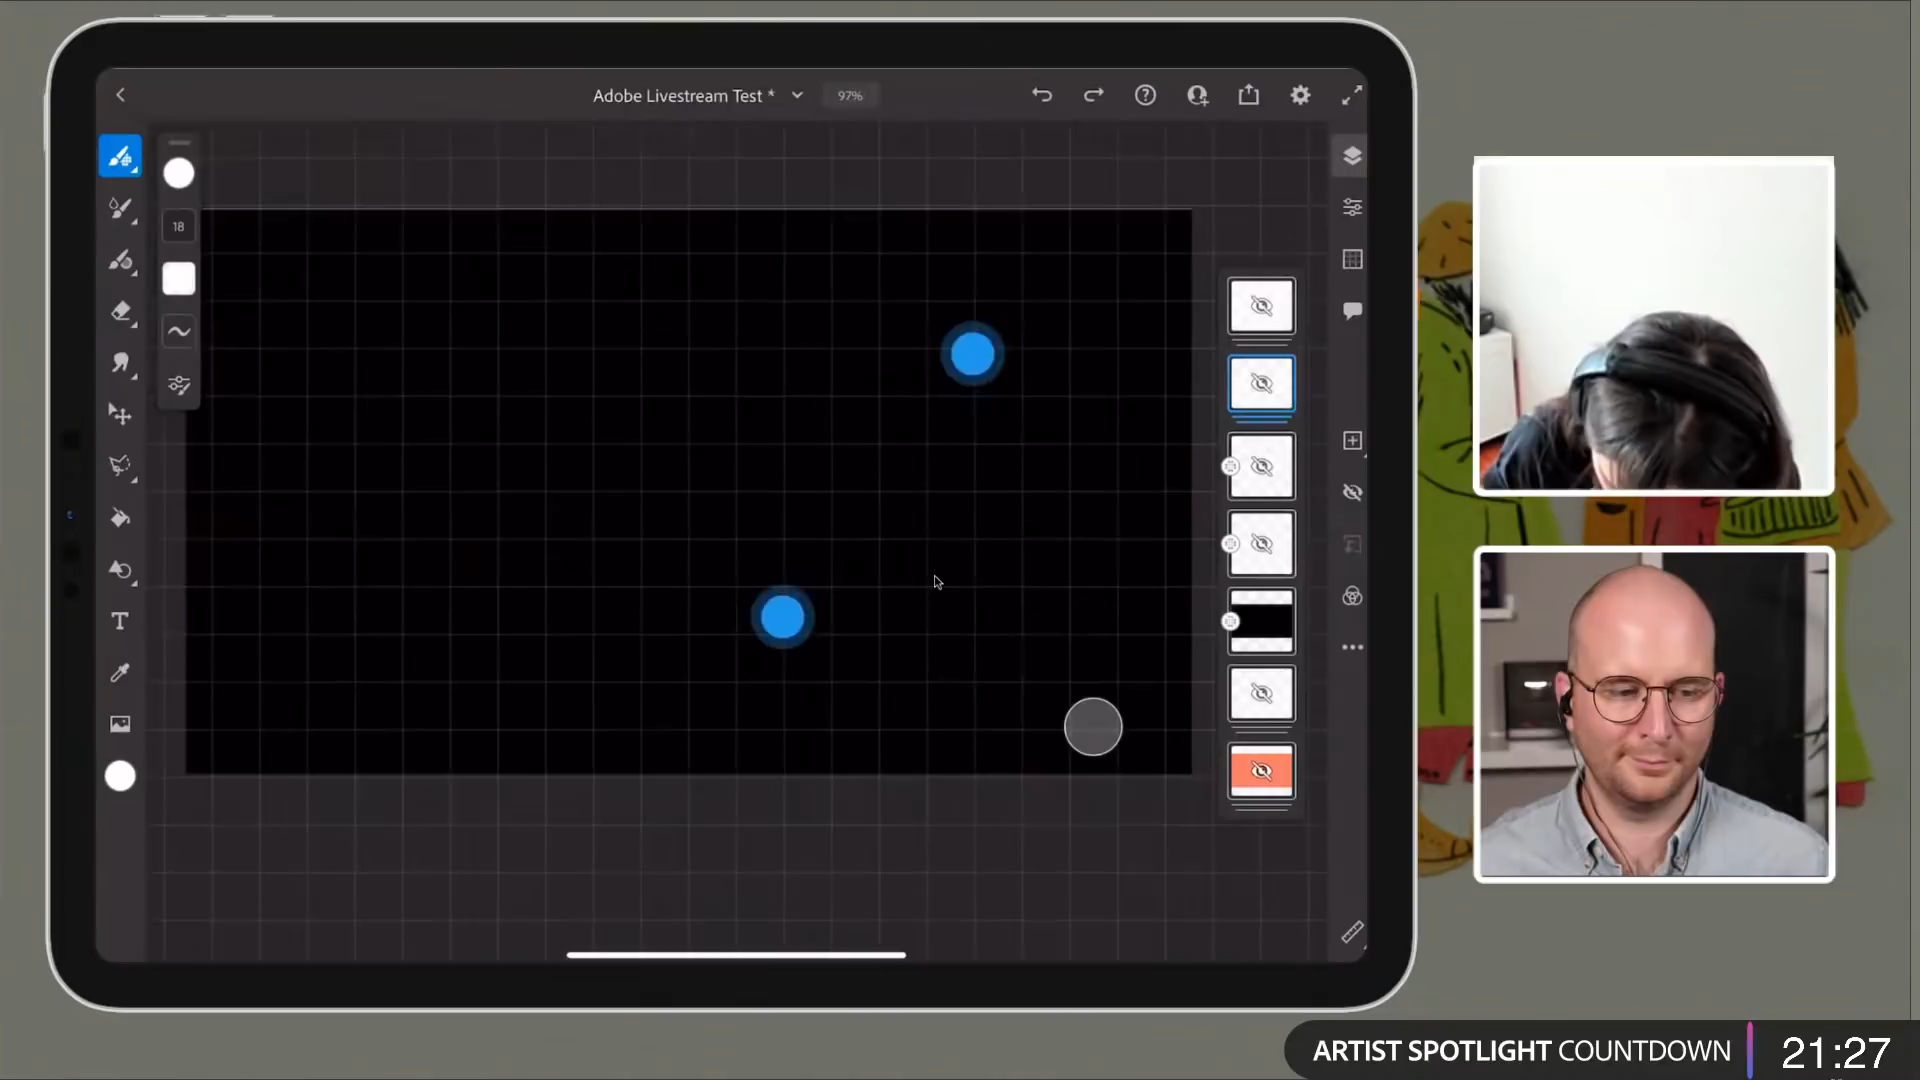 Adobe Livestream Test *
97%
18
T
ARTIST SPOTLIGHT COUNTDOWN
21:27